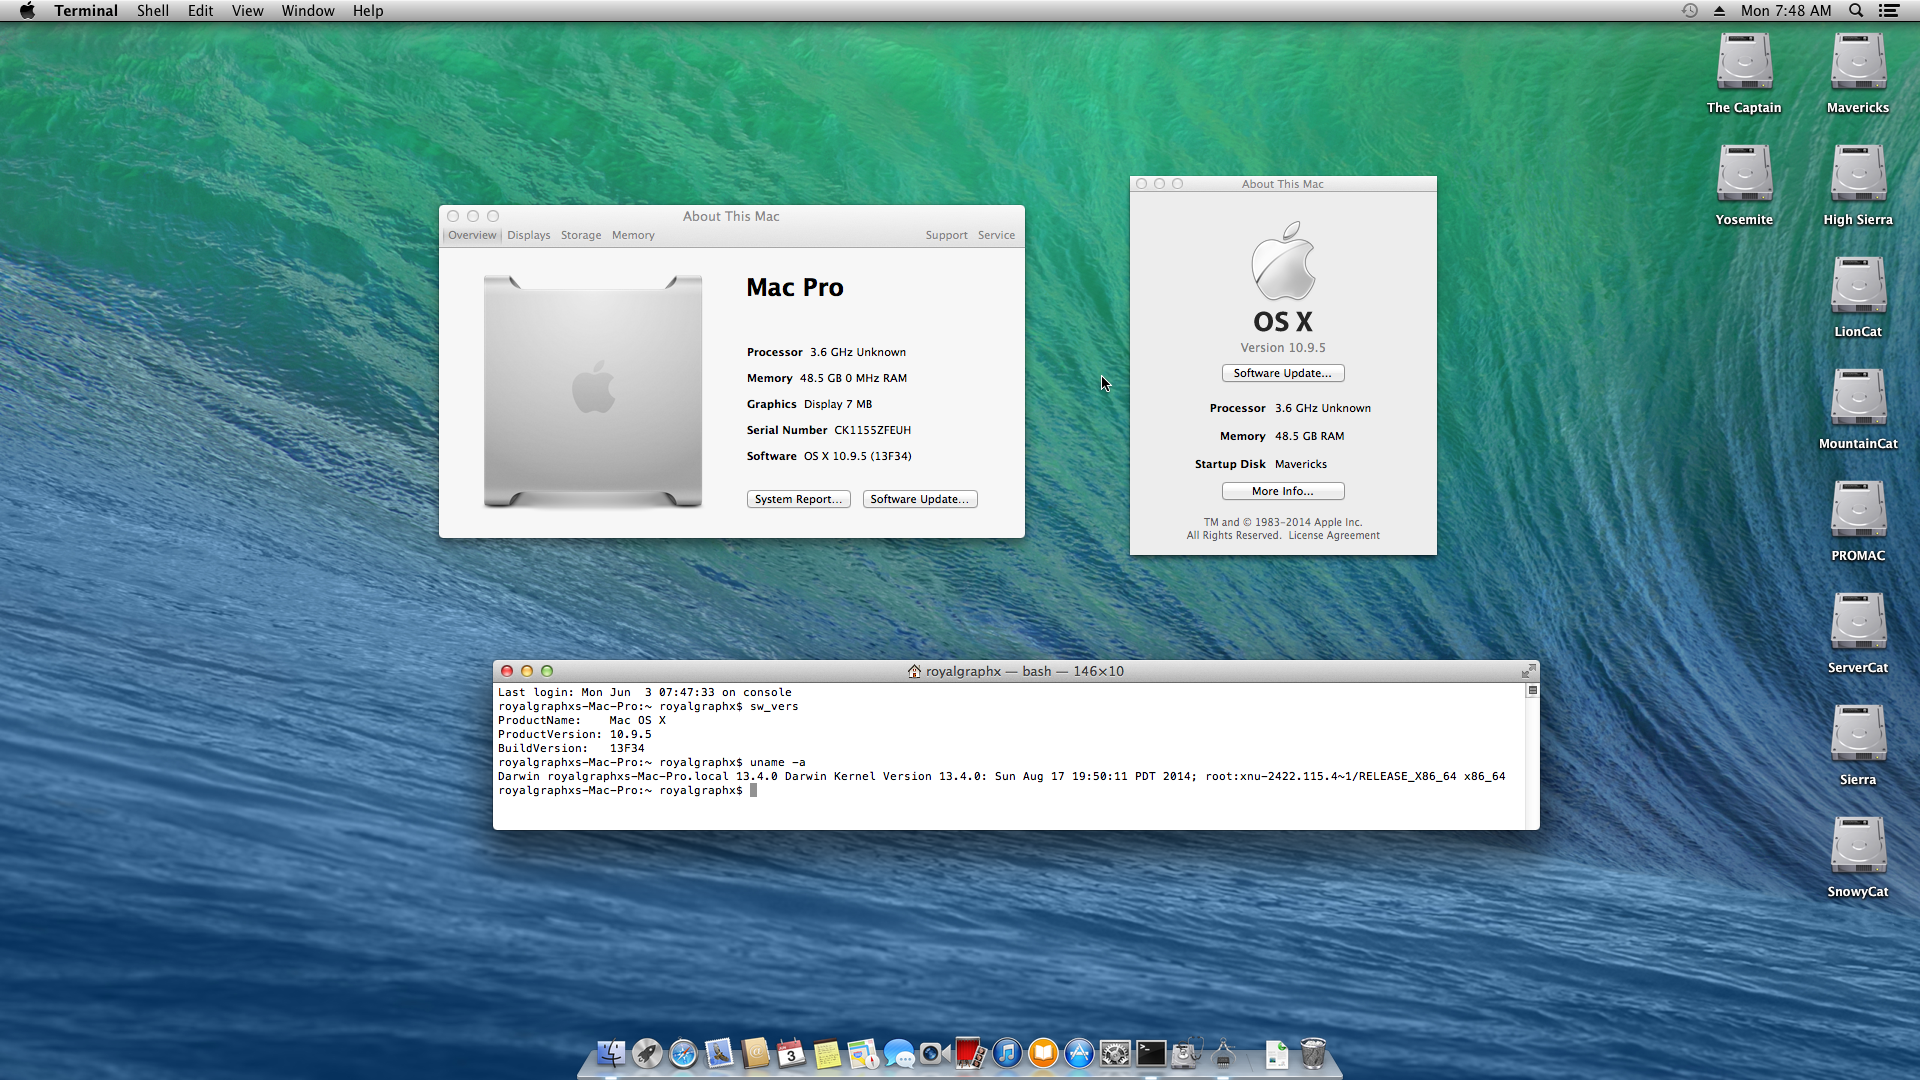 Terminal Shell Edit View Window Help
Mon 7:48 AM
The Captain
Mavericks
Yosemite
High Sierra
LionCat
MountainCat
PROMAC
ServerCat
Sierra
SnowyCat
About This Mac
Overview Displays Storage Memory
Support Service
Mac Pro
Processor 3.6 GHz Unknown
Memory 48.5 GB 0 MHz RAM
Graphics Display 7 MB
Serial Number CK1155ZFEUH
Software OS X 10.9.5 (13F34)
System Report... Software Update...
About This Mac
OS X
Version 10.9.5
Software Update...
Processor 3.6 GHz Unknown
Memory 48.5 GB RAM
Startup Disk Mavericks
More Info...
TM and © 1983-2014 Apple Inc.
All Rights Reserved. License Agreement
royalgraphx — bash — 146×10
Last login: Mon Jun  3 07:47:33 on console
royalgraphxs-Mac-Pro:~ royalgraphx$ sw_vers
ProductName:    Mac OS X
ProductVersion: 10.9.5
BuildVersion:   13F34
royalgraphxs-Mac-Pro:~ royalgraphx$ uname -a
Darwin royalgraphxs-Mac-Pro.local 13.4.0 Darwin Kernel Version 13.4.0: Sun Aug 17 19:50:11 PDT 2014; root:xnu-2422.115.4~1/RELEASE_X86_64 x86_64
royalgraphxs-Mac-Pro:~ royalgraphx$
3